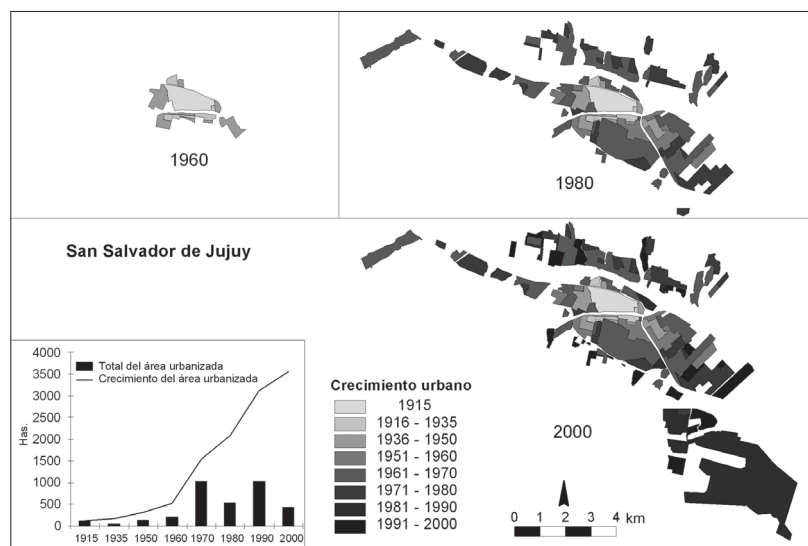 1960
1980
San Salvador de Jujuy
4000
3500
3000
2500
2000
1500
1000
500
0
Has.
Total del área urbanizada
Crecimiento del área urbanizada
1915 1935 1950 1960 1970 1980 1990 2000
Crecimiento urbano
1915
1916 - 1935
1936 - 1950
1951 - 1960
1961 - 1970
1971 - 1980
1981 - 1990
1991 - 2000
2000
0 1 2 3 4 km